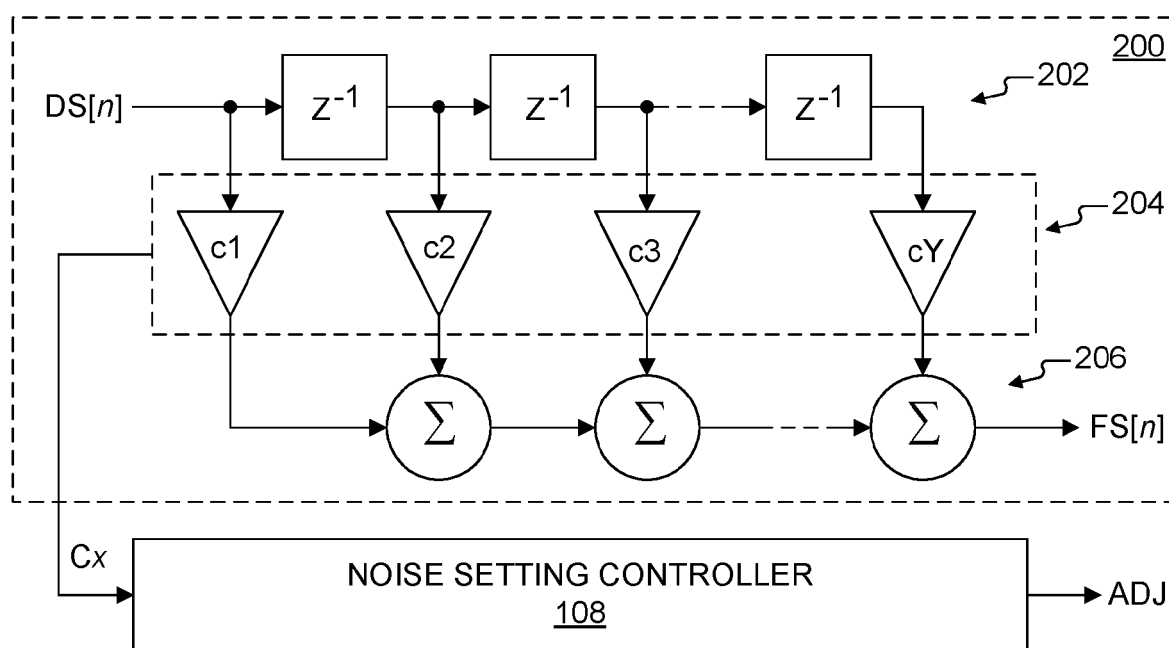 200
202
DS[n]
Z⁻¹
Z⁻¹
Z⁻¹
204
c1
c2
c3
cY
206
Σ
Σ
Σ
FS[n]
Cx
NOISE SETTING CONTROLLER
108
ADJ